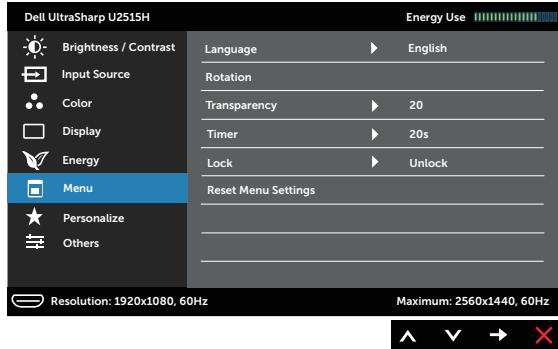 Dell UltraSharp U2515H Energy Use
Brightness / Contrast
Input Source
Color
Display
Energy
Menu
Personalize
Others
Language English
Rotation
Transparency 20
Timer 20s
Lock Unlock
Reset Menu Settings
Resolution: 1920x1080, 60Hz Maximum: 2560x1440, 60Hz